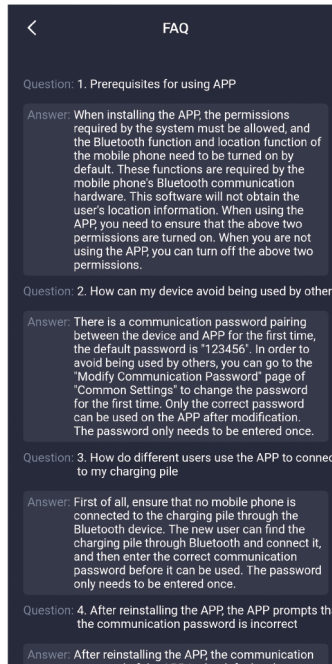 FAQ
Question: 1. Prerequisites for using APP
Answer: When installing the APP, the permissions
required by the system must be allowed, and
the Bluetooth function and location function of
the mobile phone need to be turned on by
default. These functions are required by the
mobile phone's Bluetooth communication
hardware. This software will not obtain the
user's location information. When using the
APP, you need to ensure that the above two
permissions are turned on. When you are not
using the APP, you can turn off the above two
permissions.
Question: 2. How can my device avoid being used by other
Answer: There is a communication password pairing
between the device and APP for the first time,
the default password is "123456". In order to
avoid being used by others, you can go to the
"Modify Communication Password" page of
"Common Settings" to change the password
for the first time. Only the correct password
can be used on the APP after modification.
The password only needs to be entered once.
Question: 3. How do different users use the APP to connec
to my charging pile
Answer: First of all, ensure that no mobile phone is
connected to the charging pile through the
Bluetooth device. The new user can find the
charging pile through Bluetooth and connect it,
and then enter the correct communication
password before it can be used. The password
only needs to be entered once.
Question: 4. After reinstalling the APP, the APP prompts th
the communication password is incorrect
Answer: After reinstalling the APP, the communication